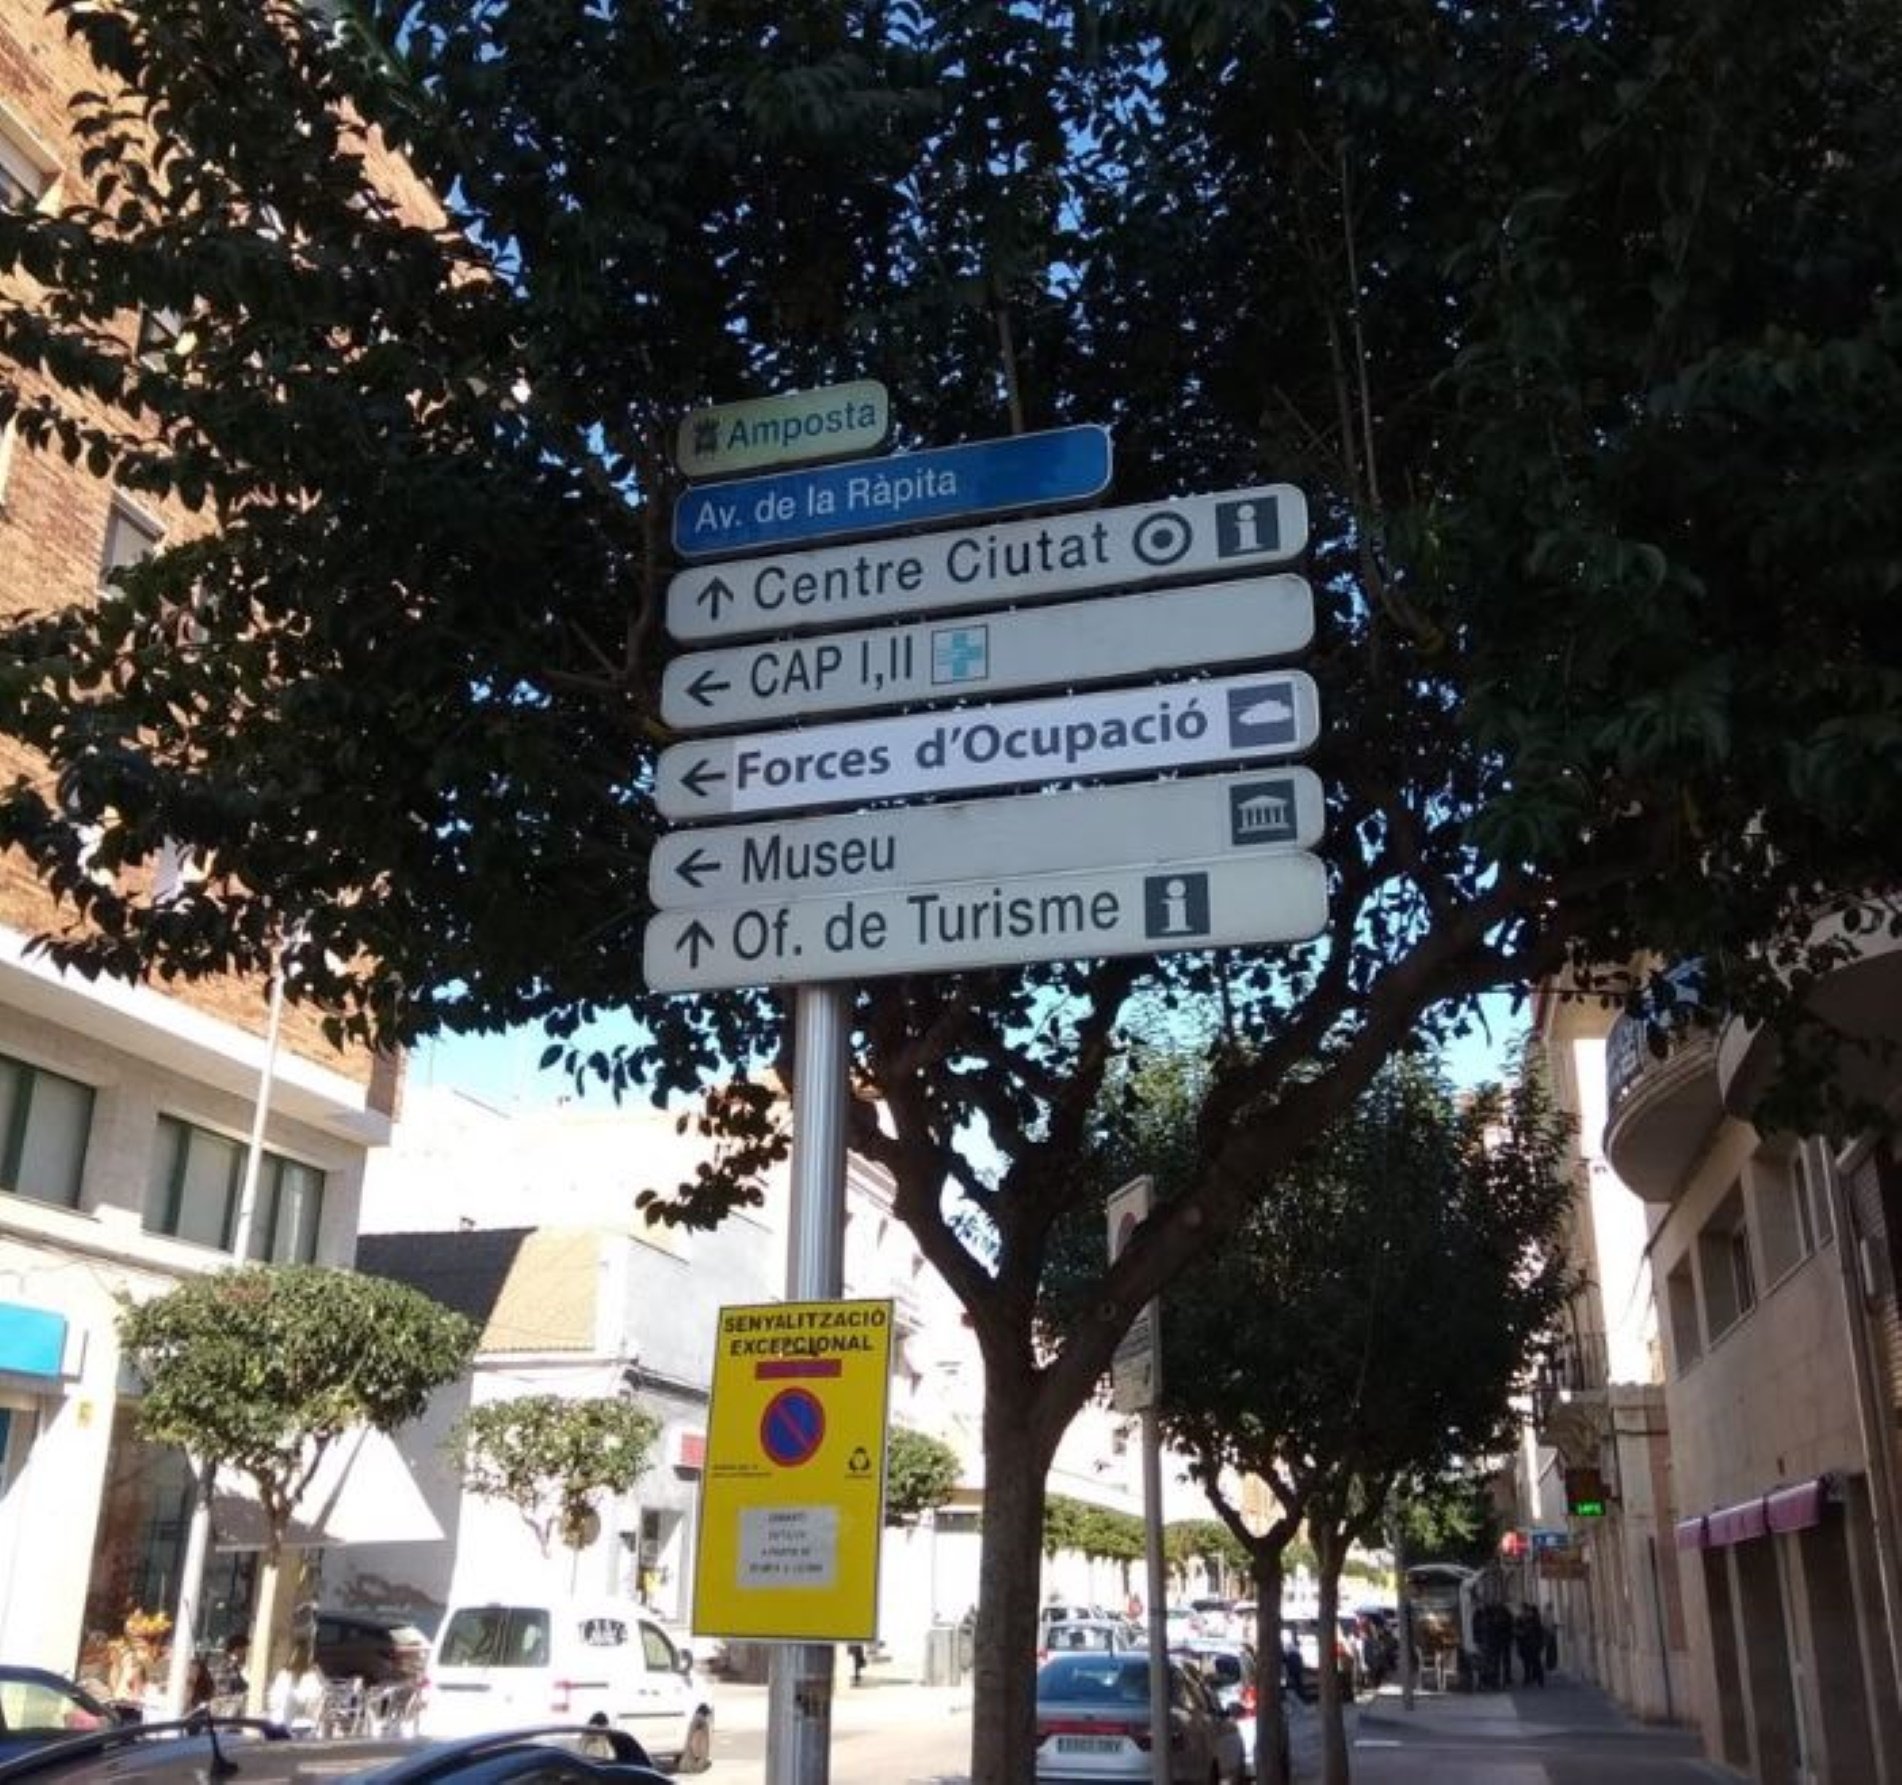 Amposta
Av. de la Ràpita
Centre Ciutat
CAP I,II
Forces d'Ocupació
Museu
Of. de Turisme
SENYALITZACIÓ
EXCEPCIONAL